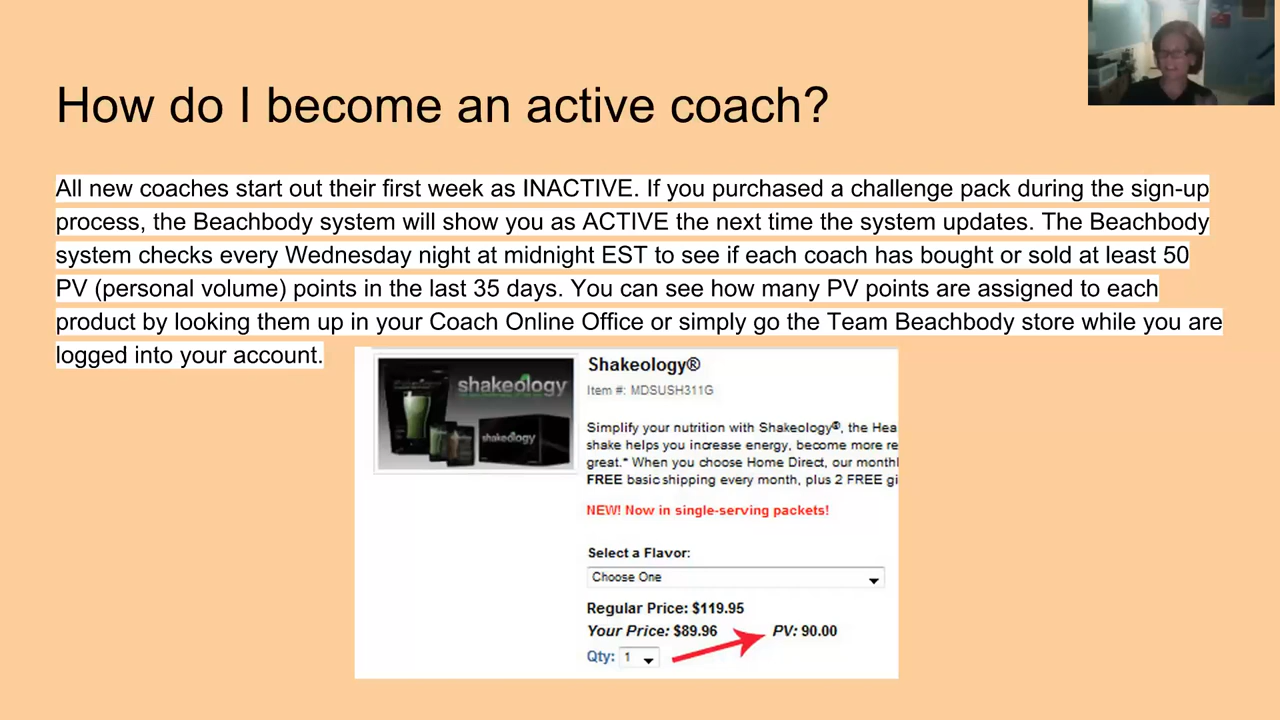 How do I become an active coach?
All new coaches start out their first week as INACTIVE. If you purchased a challenge pack during the sign-up
process, the Beachbody system will show you as ACTIVE the next time the system updates. The Beachbody
system checks every Wednesday night at midnight EST to see if each coach has bought or sold at least 50
PV (personal volume) points in the last 35 days. You can see how many PV points are assigned to each
product by looking them up in your Coach Online Office or simply go the Team Beachbody store while you are
logged into your account.
shakeology
shakeology
Shakeology®
Item #: MDSUSH311G
Simplify your nutrition with Shakeology®, the Hea
shake helps you increase energy, become more re
great.* When you choose Home Direct, our monthl
FREE basic shipping every month, plus 2 FREE gi
NEW! Now in single-serving packets!
Select a Flavor:
Choose One
Regular Price: $119.95
Your Price: $89.96 PV: 90.00
Qty: 1